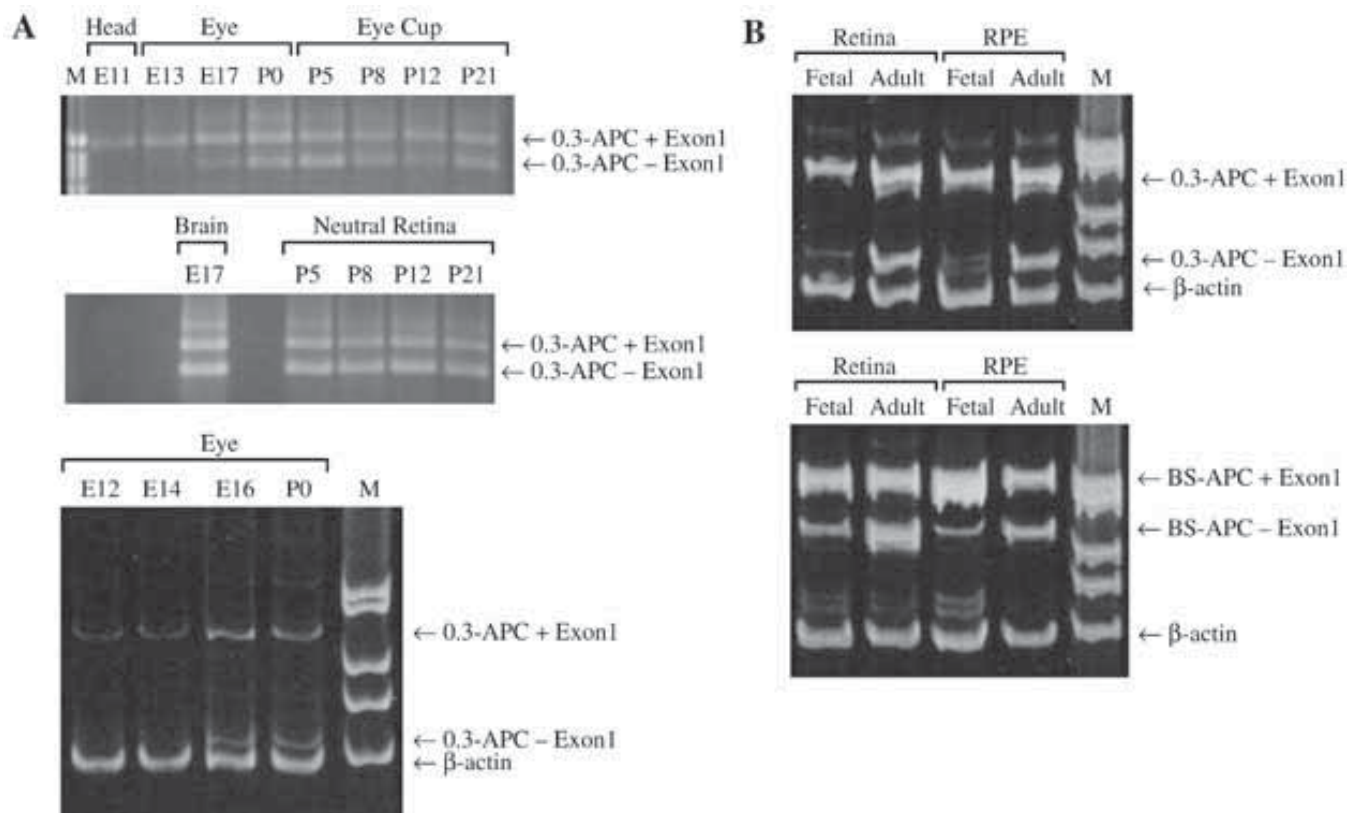 A
Head Eye Eye Cup
M E11 E13 E17 P0 P5 P8 P12 P21
← 0.3-APC + Exon1
← 0.3-APC – Exon1
Brain Neutral Retina
E17 P5 P8 P12 P21
← 0.3-APC + Exon1
← 0.3-APC – Exon1
Eye
E12 E14 E16 P0 M
← 0.3-APC + Exon1
← 0.3-APC – Exon1
← β-actin
B
Retina RPE
Fetal Adult Fetal Adult M
← 0.3-APC + Exon1
← 0.3-APC – Exon1
← β-actin
Retina RPE
Fetal Adult Fetal Adult M
← BS-APC + Exon1
← BS-APC – Exon1
← β-actin